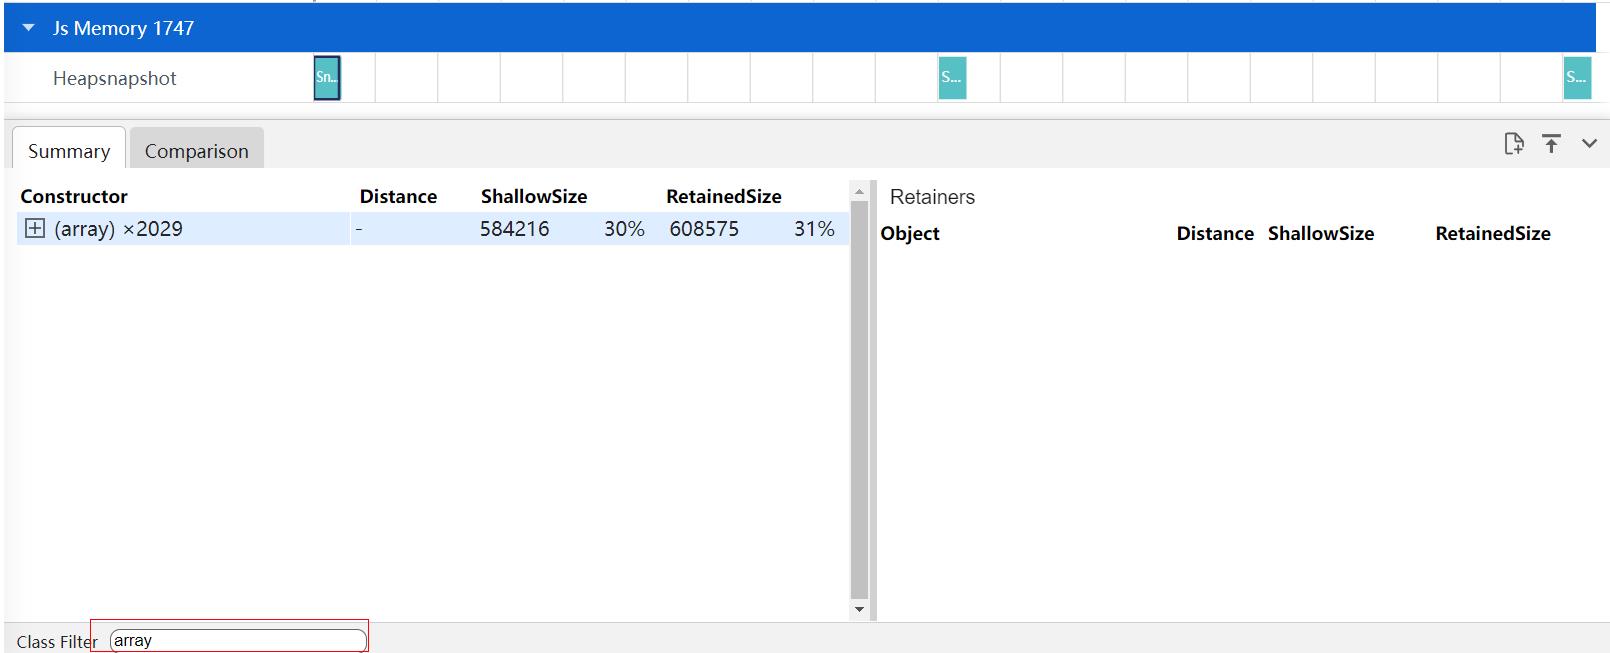 Js Memory 1747
Heapsnapshot Sn... S... S...
Summary Comparison
Constructor Distance ShallowSize RetainedSize
(array) ×2029 - 584216 30% 608575 31%
Retainers
Object Distance ShallowSize RetainedSize
Class Filter array